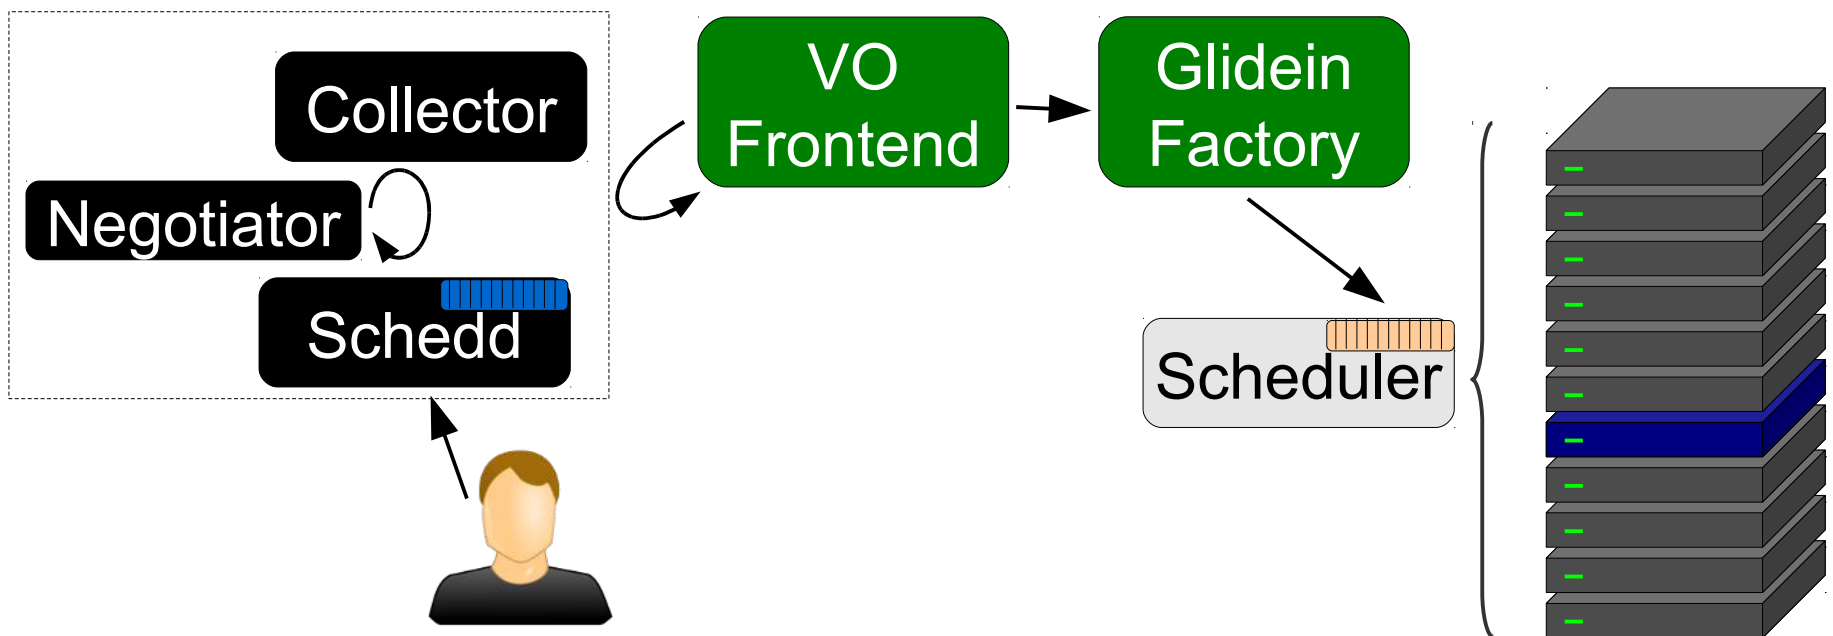 Collector
Negotiator
Schedd
VO
Frontend
Glidein
Factory
Scheduler